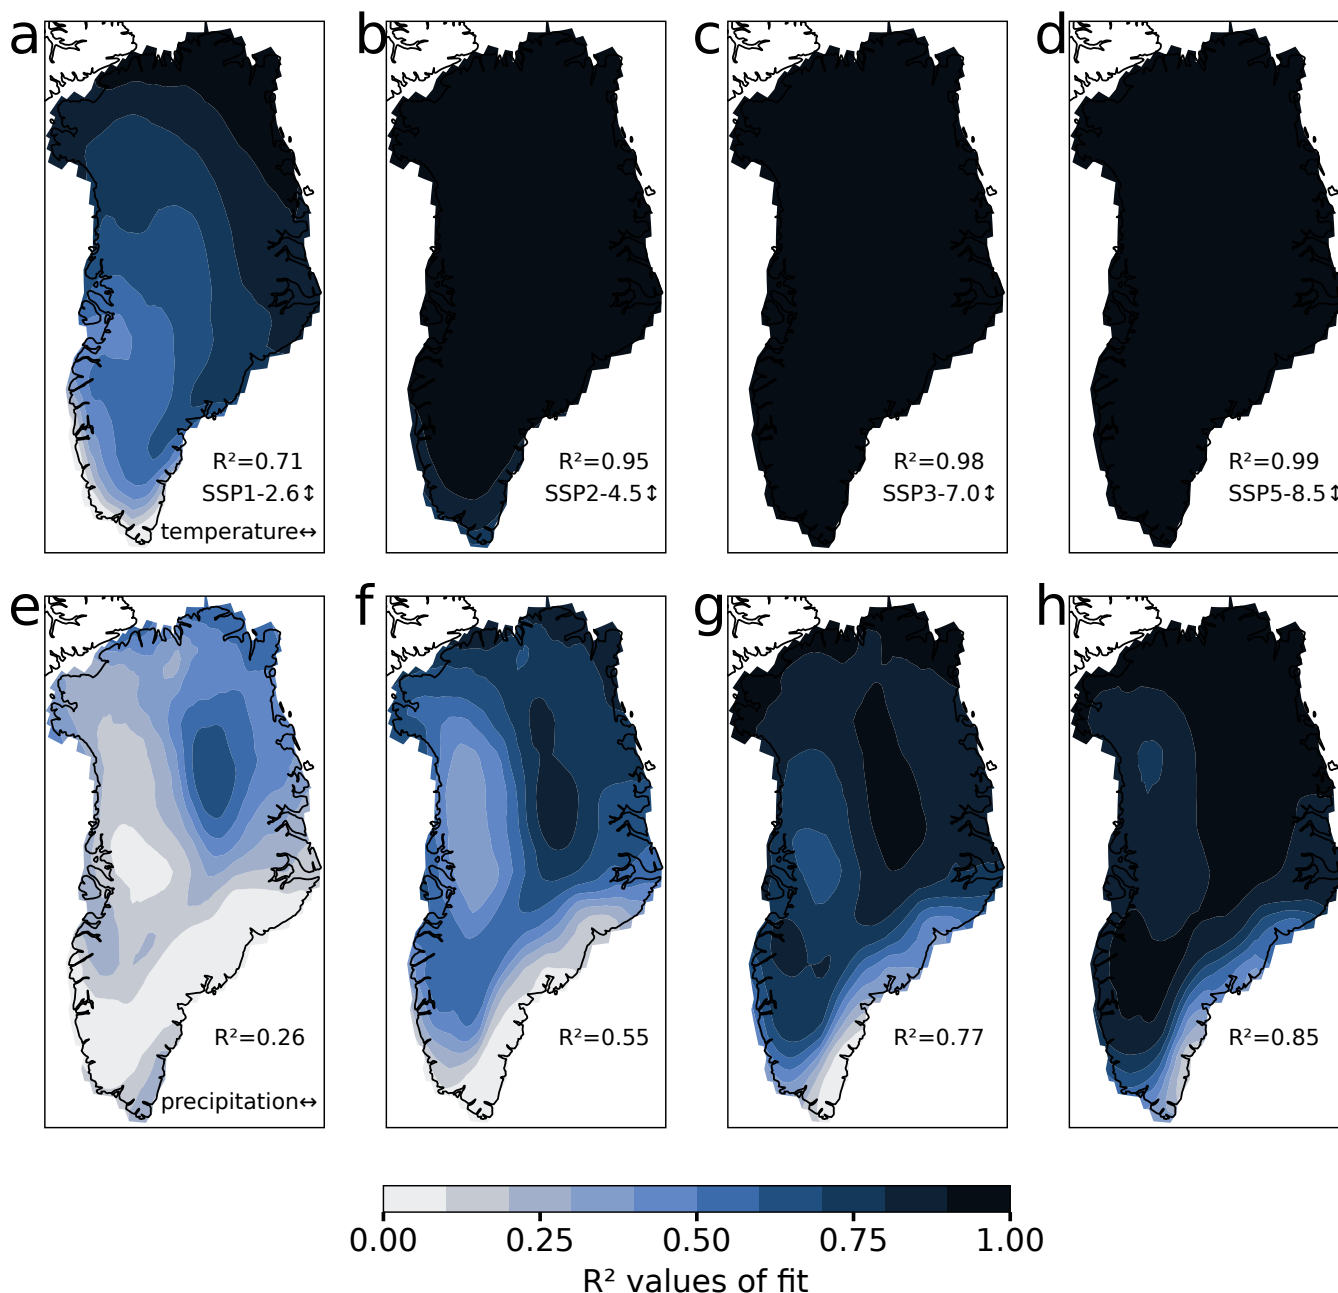 a b c d
R²=0.71 R²=0.95 R²=0.98 R²=0.99
SSP1-2.6↕ SSP2-4.5↕ SSP3-7.0↕ SSP5-8.5↕
temperature↔
e f g h
R²=0.26 R²=0.55 R²=0.77 R²=0.85
precipitation↔
0.00 0.25 0.50 0.75 1.00
R² values of fit